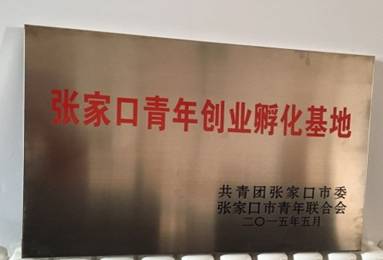 张家口青年创业孵化基地
共青团张家口市委
张家口市青年联合会
二〇一五年五月